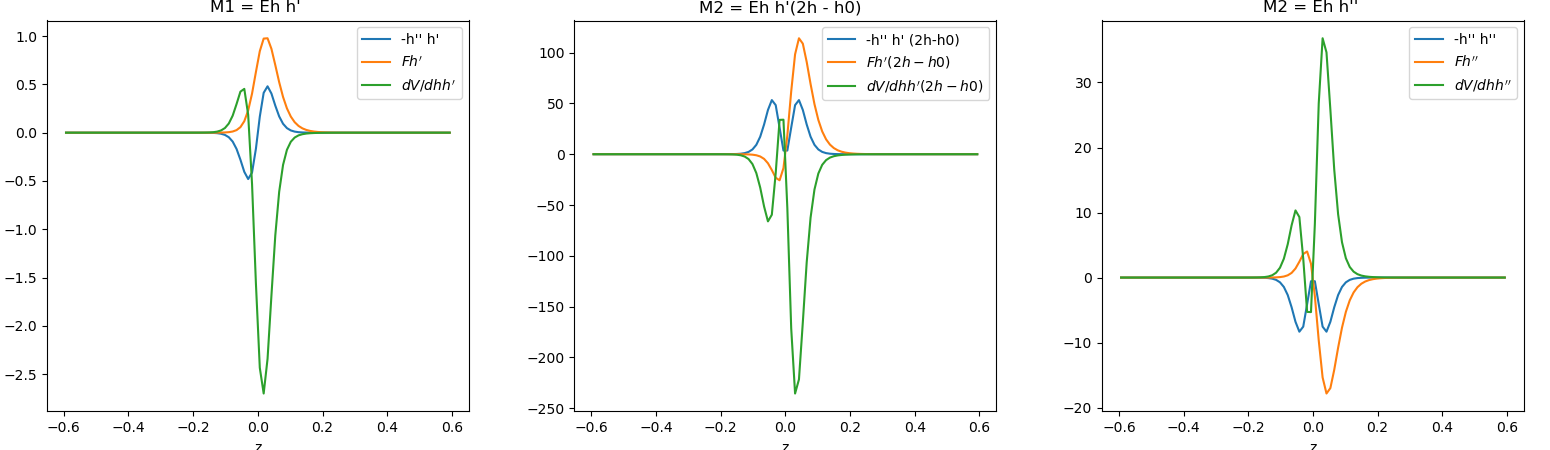 M1 = Eh h'
1.0
0.5
0.0
−0.5
−1.0
−1.5
−2.0
−2.5
-h'' h'
Fh′
dV/dhh′
−0.6
−0.4
−0.2
0.0
0.2
0.4
0.6
z
M2 = Eh h'(2h - h0)
100
50
0
−50
−100
−150
−200
−250
-h'' h' (2h-h0)
Fh′(2h − h0)
dV/dhh′(2h − h0)
−0.6
−0.4
−0.2
0.0
0.2
0.4
0.6
z
M2 = Eh h''
30
20
10
0
−10
−20
-h'' h''
Fh′′
dV/dhh′′
−0.6
−0.4
−0.2
0.0
0.2
0.4
0.6
z